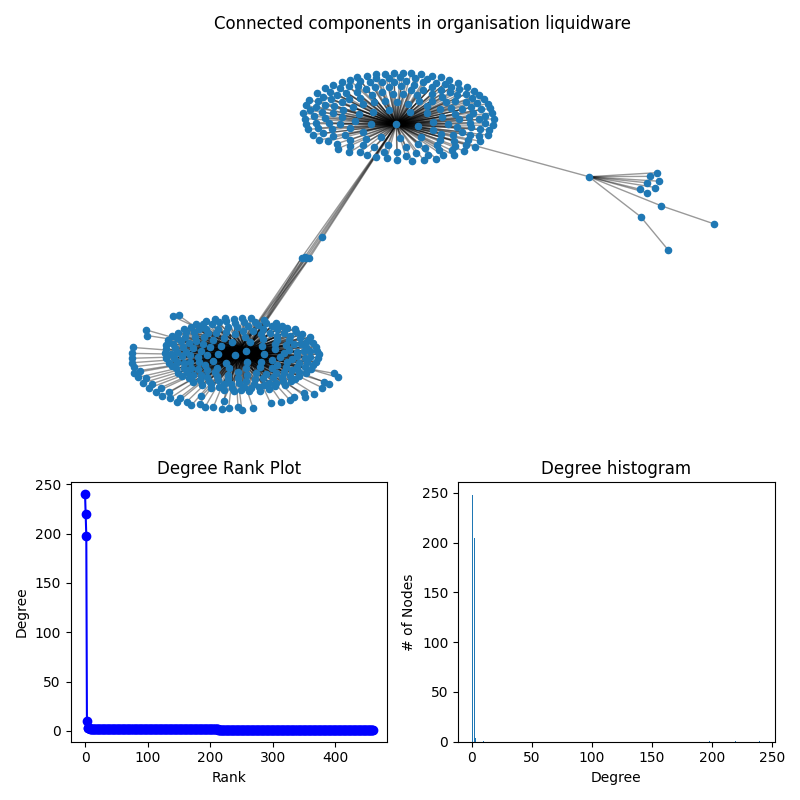 Connected components in organisation liquidware
Degree Rank Plot
Degree
250
200
150
100
50
0
0 100 200 300 400
Rank
Degree histogram
# of Nodes
250
200
150
100
50
0
0 50 100 150 200 250
Degree